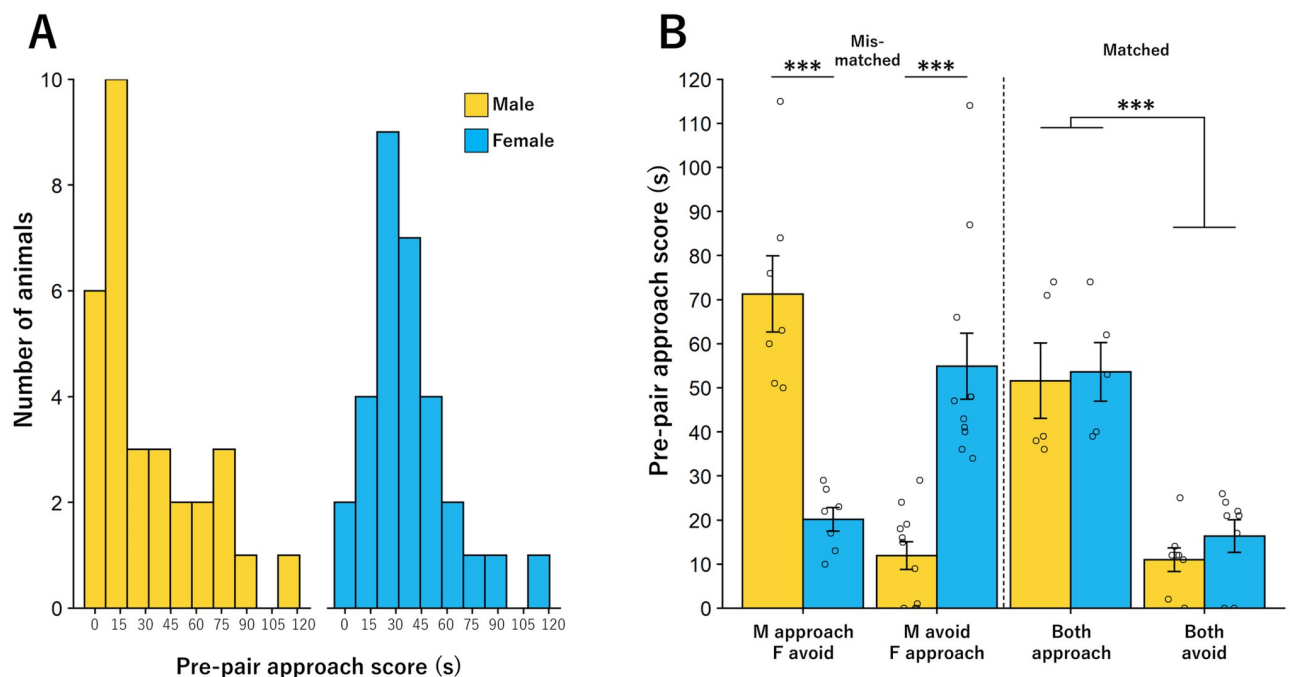 A
Number of animals
10
8
6
4
2
0
Male
Female
0 15 30 45 60 75 90 105 120
0 15 30 45 60 75 90 105 120
Pre-pair approach score (s)
B
Pre-pair approach score (s)
Mis-
matched
Matched
***
***
***
120
110
100
90
80
70
60
50
40
30
20
10
0
M approach
F avoid
M avoid
F approach
Both
approach
Both
avoid